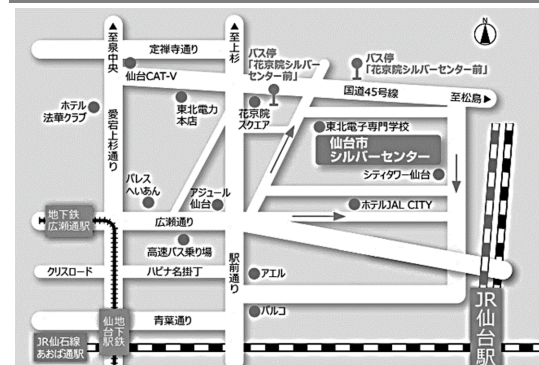 ▲至泉中央
▲至上杉
N
定禅寺通り
バス停
「花京院シルバー
センター前」
バス停
「花京院シルバーセンター前」
仙台CAT-V
国道45号線
至松島▶
ホテル
法華クラブ
愛宕上杉通り
東北電力
本店
花京院
スクエア
東北電子専門学校
仙台市
シルバーセンター
シティタワー仙台
パレス
へいあん
アジュール
仙台
ホテルJAL CITY
地下鉄
広瀬通駅
広瀬通り
高速バス乗り場
駅前通り
クリスロード
ハピナ名掛丁
アエル
JR仙台駅
パルコ
地下鉄
仙台駅
青葉通り
JR仙石線
あおば通駅